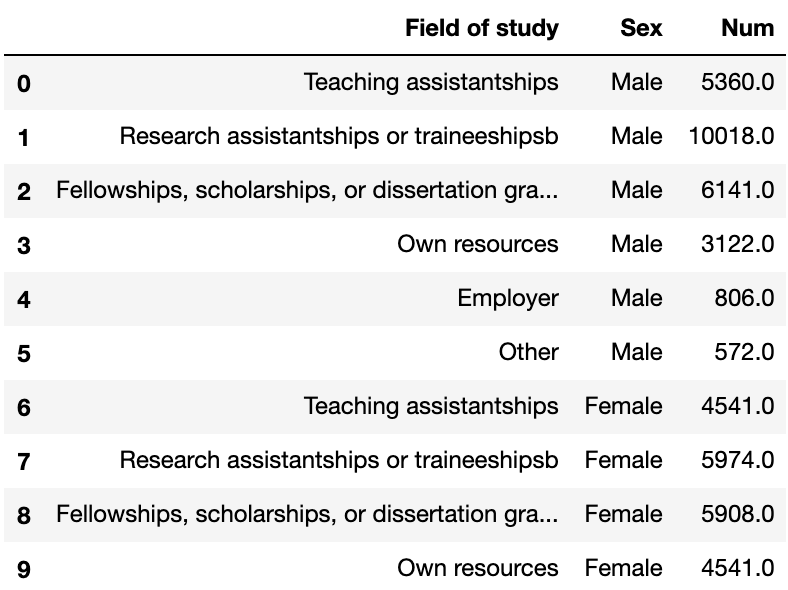 Field of study Sex Num
0 Teaching assistantships Male 5360.0
1 Research assistantships or traineeshipsb Male 10018.0
2 Fellowships, scholarships, or dissertation gra... Male 6141.0
3 Own resources Male 3122.0
4 Employer Male 806.0
5 Other Male 572.0
6 Teaching assistantships Female 4541.0
7 Research assistantships or traineeshipsb Female 5974.0
8 Fellowships, scholarships, or dissertation gra... Female 5908.0
9 Own resources Female 4541.0